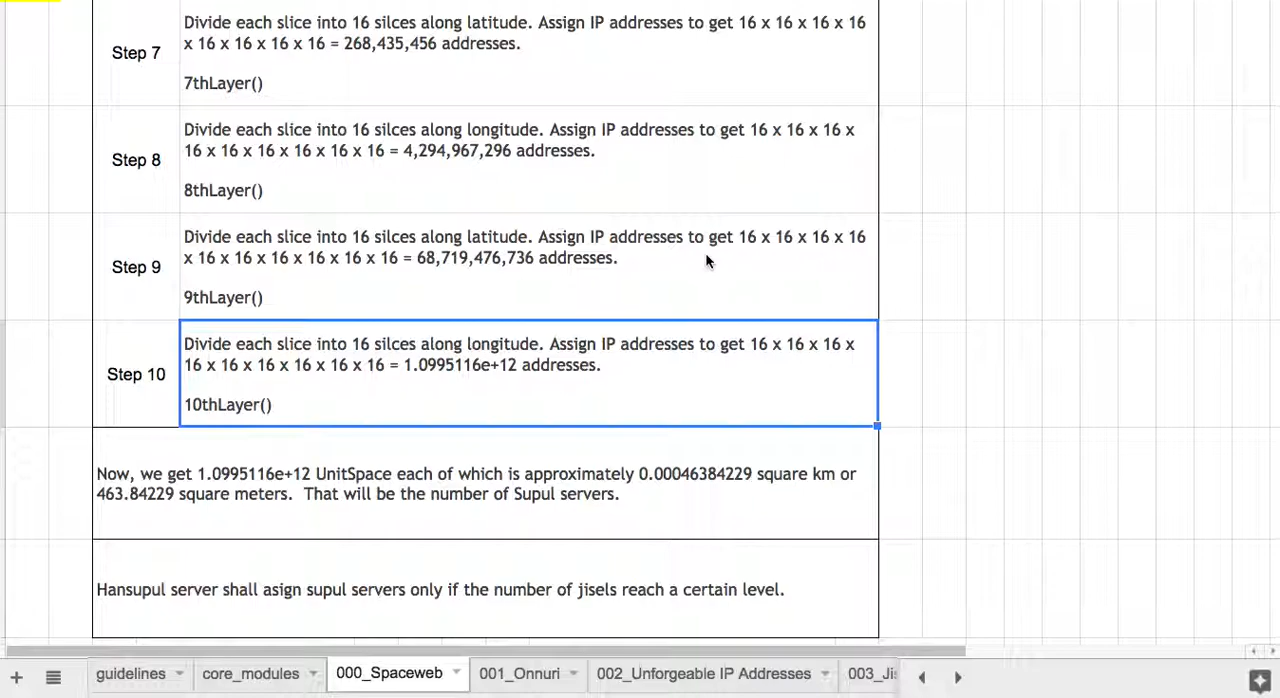 Divide each slice into 16 silces along latitude. Assign IP addresses to get 16 x 16 x 16 x 16
x 16 x 16 x 16 x 16 = 268,435,456 addresses.
Step 7
7thLayer()
Divide each slice into 16 silces along longitude. Assign IP addresses to get 16 x 16 x 16 x
16 x 16 x 16 x 16 x 16 x 16 = 4,294,967,296 addresses.
Step 8
8thLayer()
Divide each slice into 16 silces along latitude. Assign IP addresses to get 16 x 16 x 16 x 16
x 16 x 16 x 16 x 16 x 16 x 16 = 68,719,476,736 addresses.
Step 9
9thLayer()
Divide each slice into 16 silces along longitude. Assign IP addresses to get 16 x 16 x 16 x
16 x 16 x 16 x 16 x 16 x 16 = 1.0995116e+12 addresses.
Step 10
10thLayer()
Now, we get 1.0995116e+12 UnitSpace each of which is approximately 0.00046384229 square km or
463.84229 square meters. That will be the number of Supul servers.
Hansupul server shall asign supul servers only if the number of jisels reach a certain level.
guidelines core_modules 000_Spaceweb 001_Onnuri 002_Unforgeable IP Addresses